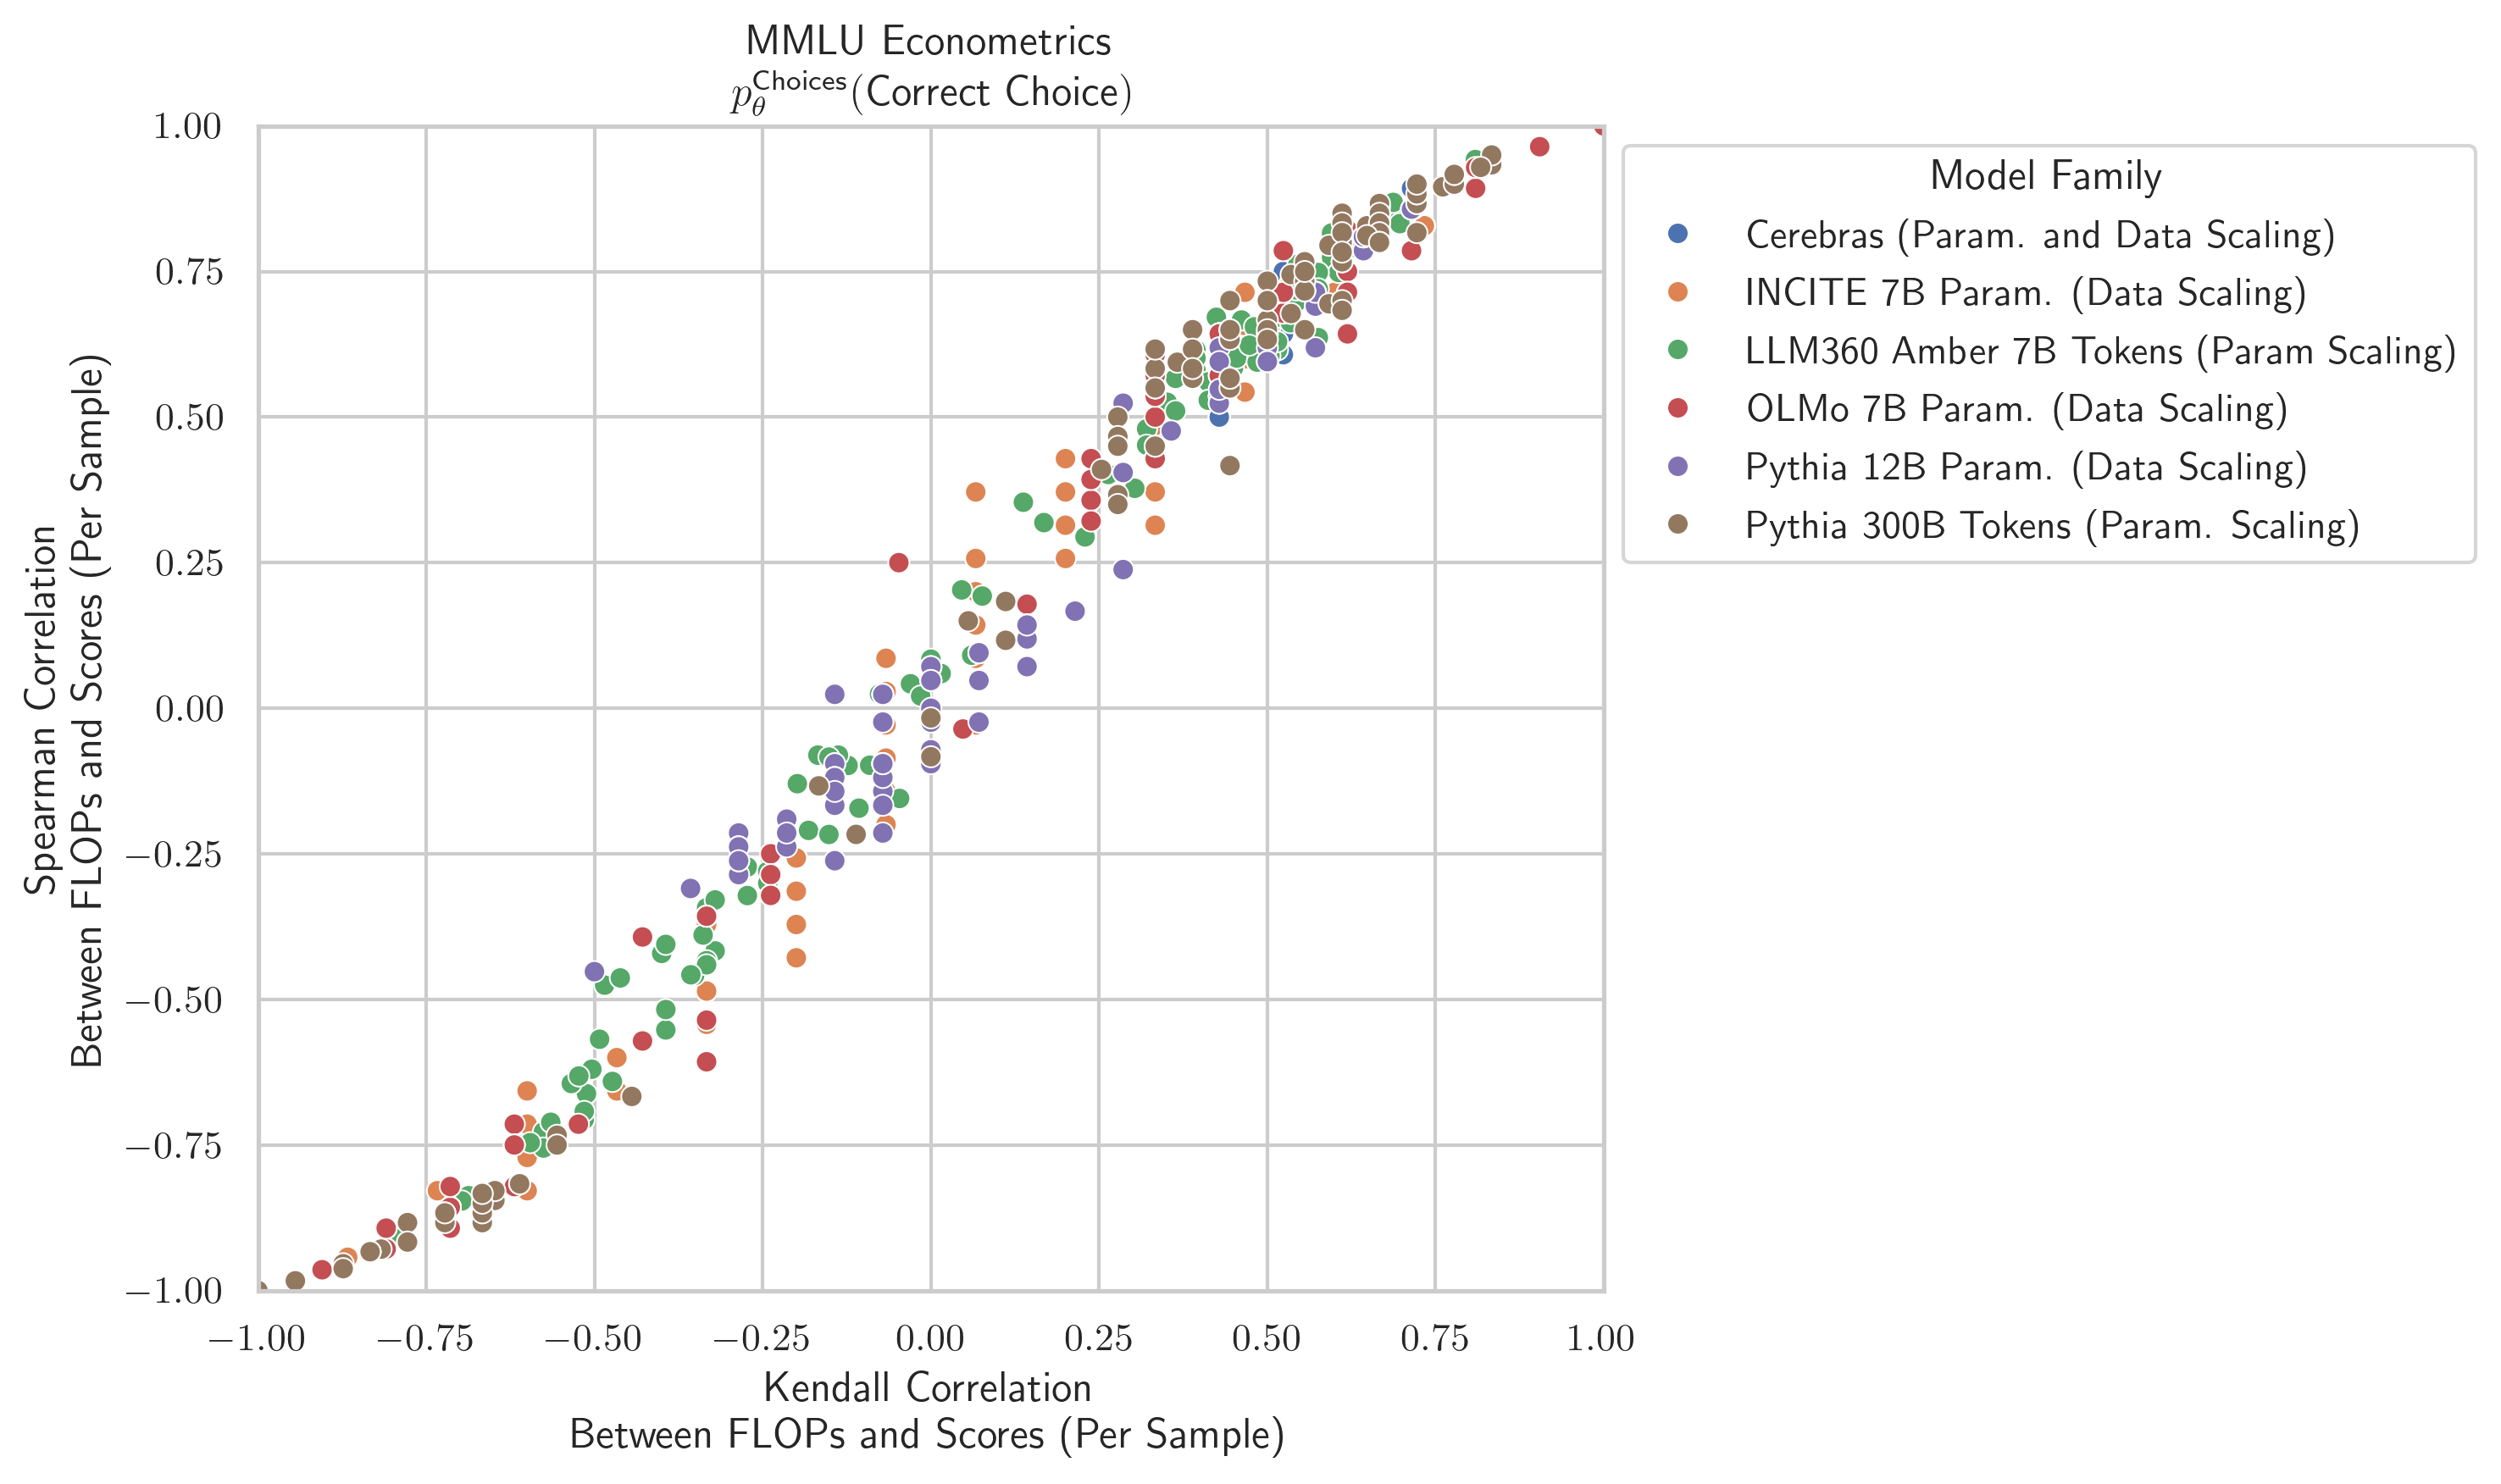 MMLU Econometrics
p_θ^Choices(Correct Choice)
1.00
0.75
0.50
0.25
0.00
−0.25
−0.50
−0.75
−1.00
Spearman Correlation
Between FLOPs and Scores (Per Sample)
−1.00 −0.75 −0.50 −0.25 0.00 0.25 0.50 0.75 1.00
Kendall Correlation
Between FLOPs and Scores (Per Sample)
Model Family
Cerebras (Param. and Data Scaling)
INCITE 7B Param. (Data Scaling)
LLM360 Amber 7B Tokens (Param Scaling)
OLMo 7B Param. (Data Scaling)
Pythia 12B Param. (Data Scaling)
Pythia 300B Tokens (Param. Scaling)